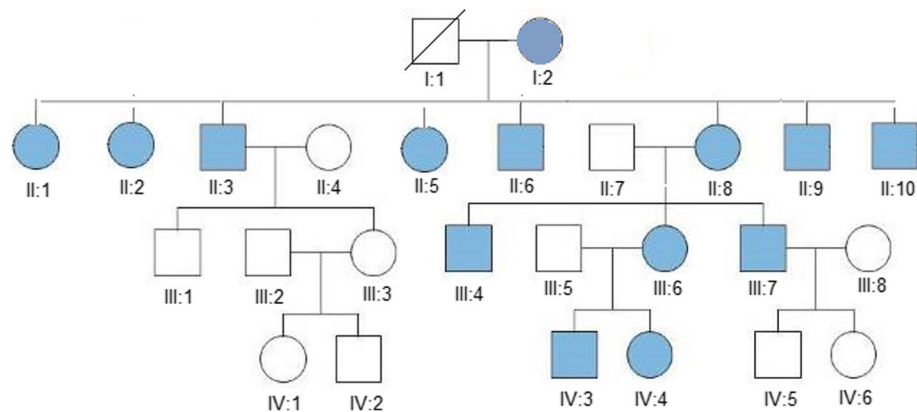 I:1 I:2
II:1 II:2 II:3 II:4 II:5 II:6 II:7 II:8 II:9 II:10
III:1 III:2 III:3 III:4 III:5 III:6 III:7 III:8
IV:1 IV:2 IV:3 IV:4 IV:5 IV:6